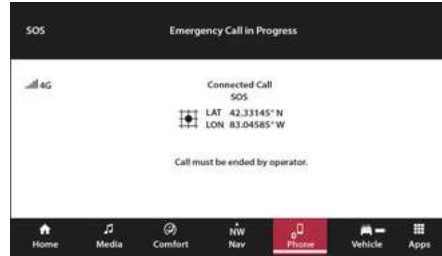 SOS
Emergency Call in Progress
4G
Connected Call
SOS
LAT 42.33145° N
LON 83.04585° W
Call must be ended by operator.
Home
Media
Comfort
NW
Nav
0
Phone
Vehicle
Apps